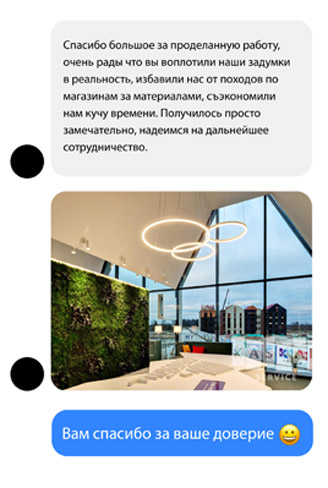 Спасибо большое за проделанную работу,
очень рады что вы воплотили наши задумки
в реальность, избавили нас от походов по
магазинам за материалами, съэкономили
нам кучу времени. Получилось просто
замечательно, надеимся на дальнейшее
сотрудничество.
SERVICE
Вам спасибо за ваше доверие 😀